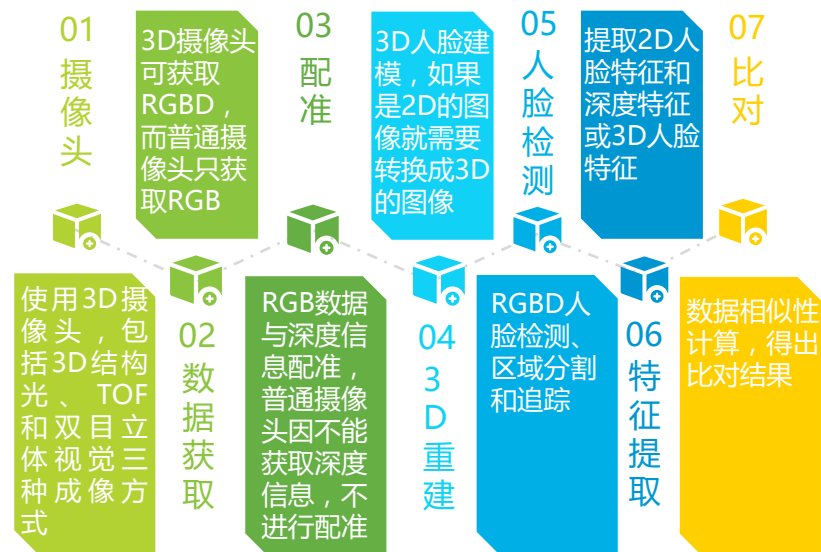 01
摄
像
头
使用3D摄
像头，包
括3D结构
光、TOF
和双目立
体视觉三
种成像方
式
02
数
据
获
取
3D摄像头
可获取
RGBD，
而普通摄
像头只获
取RGB
03
配
准
RGB数据
与深度信
息配准，
普通摄像
头因不能
获取深度
信息，不
进行配准
04
3
D
重
建
3D人脸建
模，如果
是2D的图
像就需要
转换成3D
的图像
05
人
脸
检
测
RGBD人
脸检测、
区域分割
和追踪
06
特
征
提
取
提取2D人
脸特征和
深度特征
或3D人脸
特征
07
比
对
数据相似性
计算，得出
比对结果